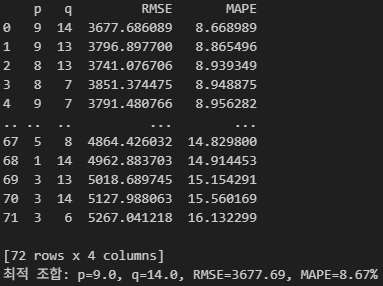 p q RMSE MAPE
0 9 14 3677.686089 8.668989
1 9 13 3796.897700 8.865496
2 8 13 3741.076706 8.939349
3 8 7 3851.374475 8.948875
4 9 7 3791.480766 8.956282
.. .. .. ... ...
67 5 8 4864.426032 14.829800
68 1 14 4962.883703 14.914453
69 3 13 5018.689745 15.154291
70 3 14 5127.988063 15.560169
71 3 6 5267.041218 16.132299
[72 rows x 4 columns]
최적 조합: p=9.0, q=14.0, RMSE=3677.69, MAPE=8.67%